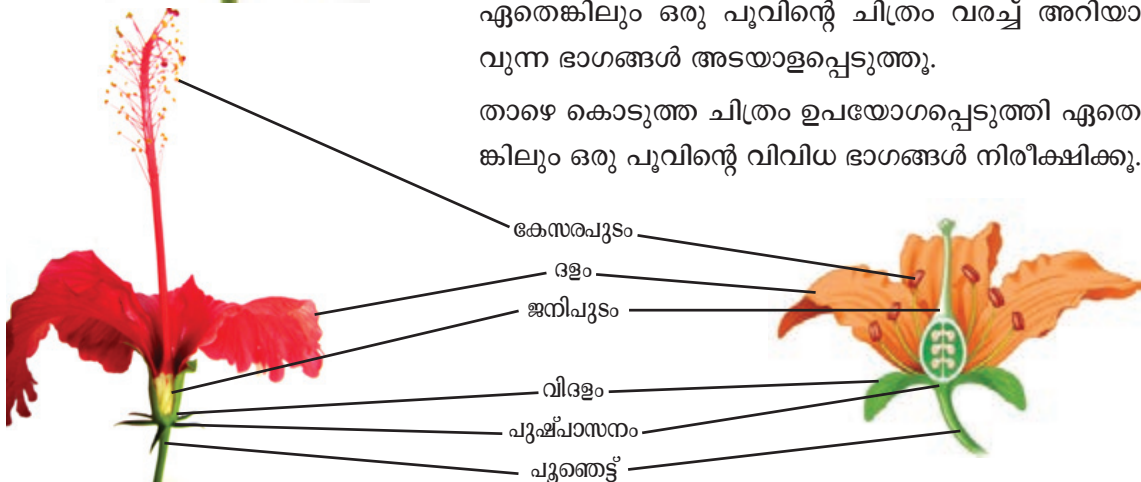 ഏതെങ്കിലും ഒരു പൂവിന്റെ ചിത്രം വരച്ച് അറിയാ
വുന്ന ഭാഗങ്ങൾ അടയാളപ്പെടുത്തൂ.
താഴെ കൊടുത്ത ചിത്രം ഉപയോഗപ്പെടുത്തി ഏതെ
ങ്കിലും ഒരു പൂവിന്റെ വിവിധ ഭാഗങ്ങൾ നിരീക്ഷിക്കൂ.
കേസരപുടം
ദളം
ജനിപുടം
വിദളം
പുഷ്പാസനം
പൂഞെട്ട്